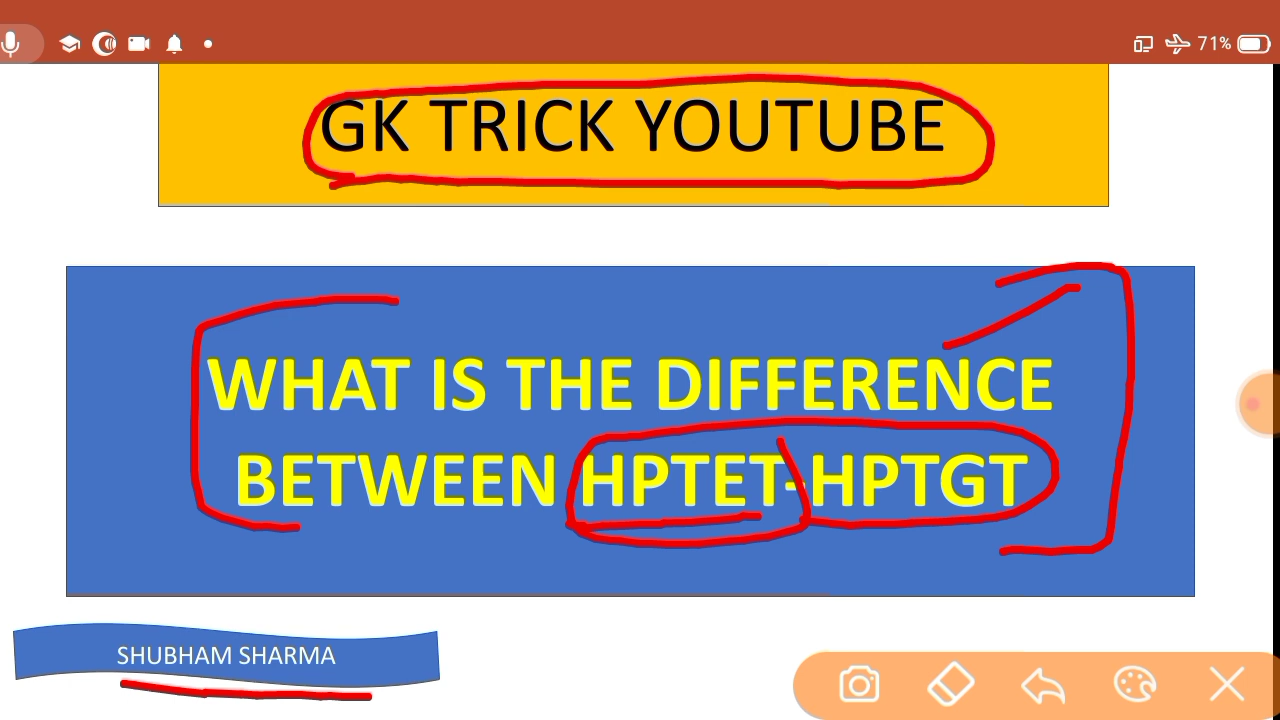 71%
GK TRICK YOUTUBE
WHAT IS THE DIFFERENCE
BETWEEN HPTET-HPTGT
SHUBHAM SHARMA